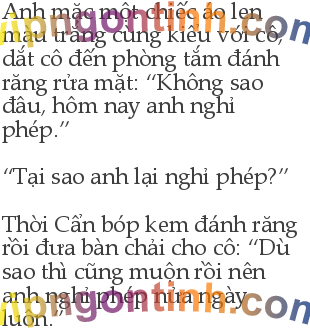 Anh mặc một chiếc áo len
màu trắng cùng kiểu với cô,
dắt cô đến phòng tắm đánh
răng rửa mặt: “Không sao
đâu, hôm nay anh nghỉ
phép.”
“Tại sao anh lại nghỉ phép?”
Thời Cẩn bóp kem đánh răng
rồi đưa bàn chải cho cô: “Dù
sao thì cũng muộn rồi nên
anh nghỉ phép nửa ngày
luôn.”
vipngontinh.com
vipngontinh.com